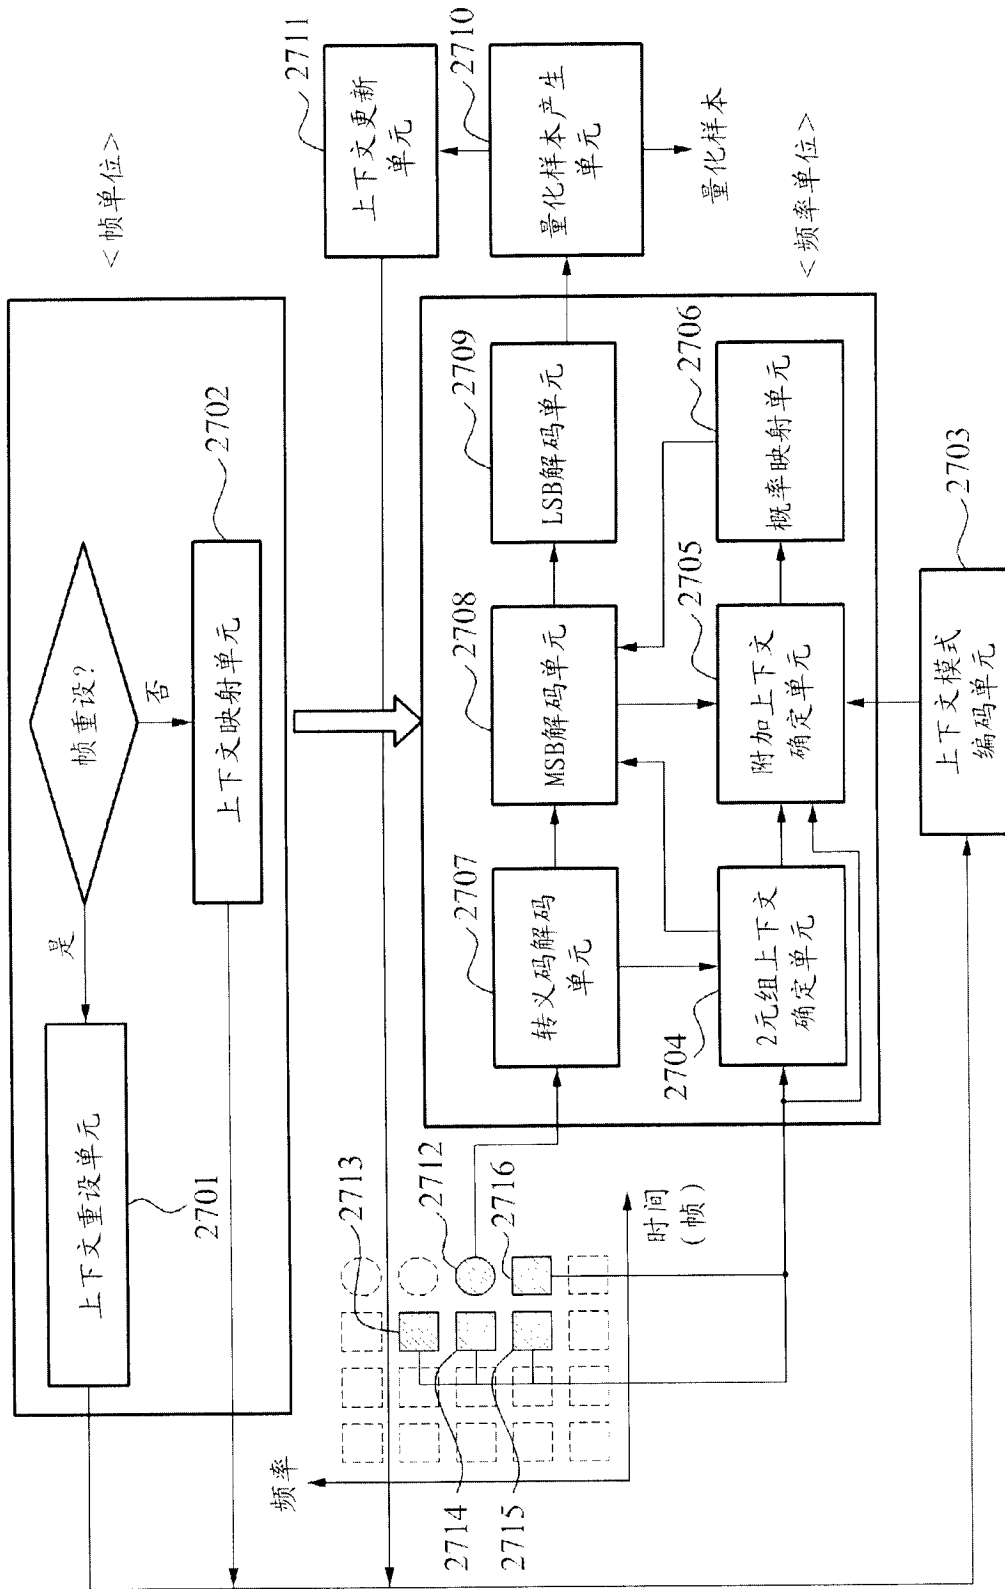 <帧单位>
帧重设?
是
否
上下文重设单元
2701
上下文映射单元
2702
上下文更新
单元
2711
量化样本产生
单元
2710
量化样本
<频率单位>
频率
时间
(帧)
2713
2712
2716
2714
2715
转义码解码
单元
2707
MSB解码单元
2708
LSB解码单元
2709
2元组上下文
确定单元
2704
附加上下文
确定单元
2705
概率映射单元
2706
上下文模式
编码单元
2703